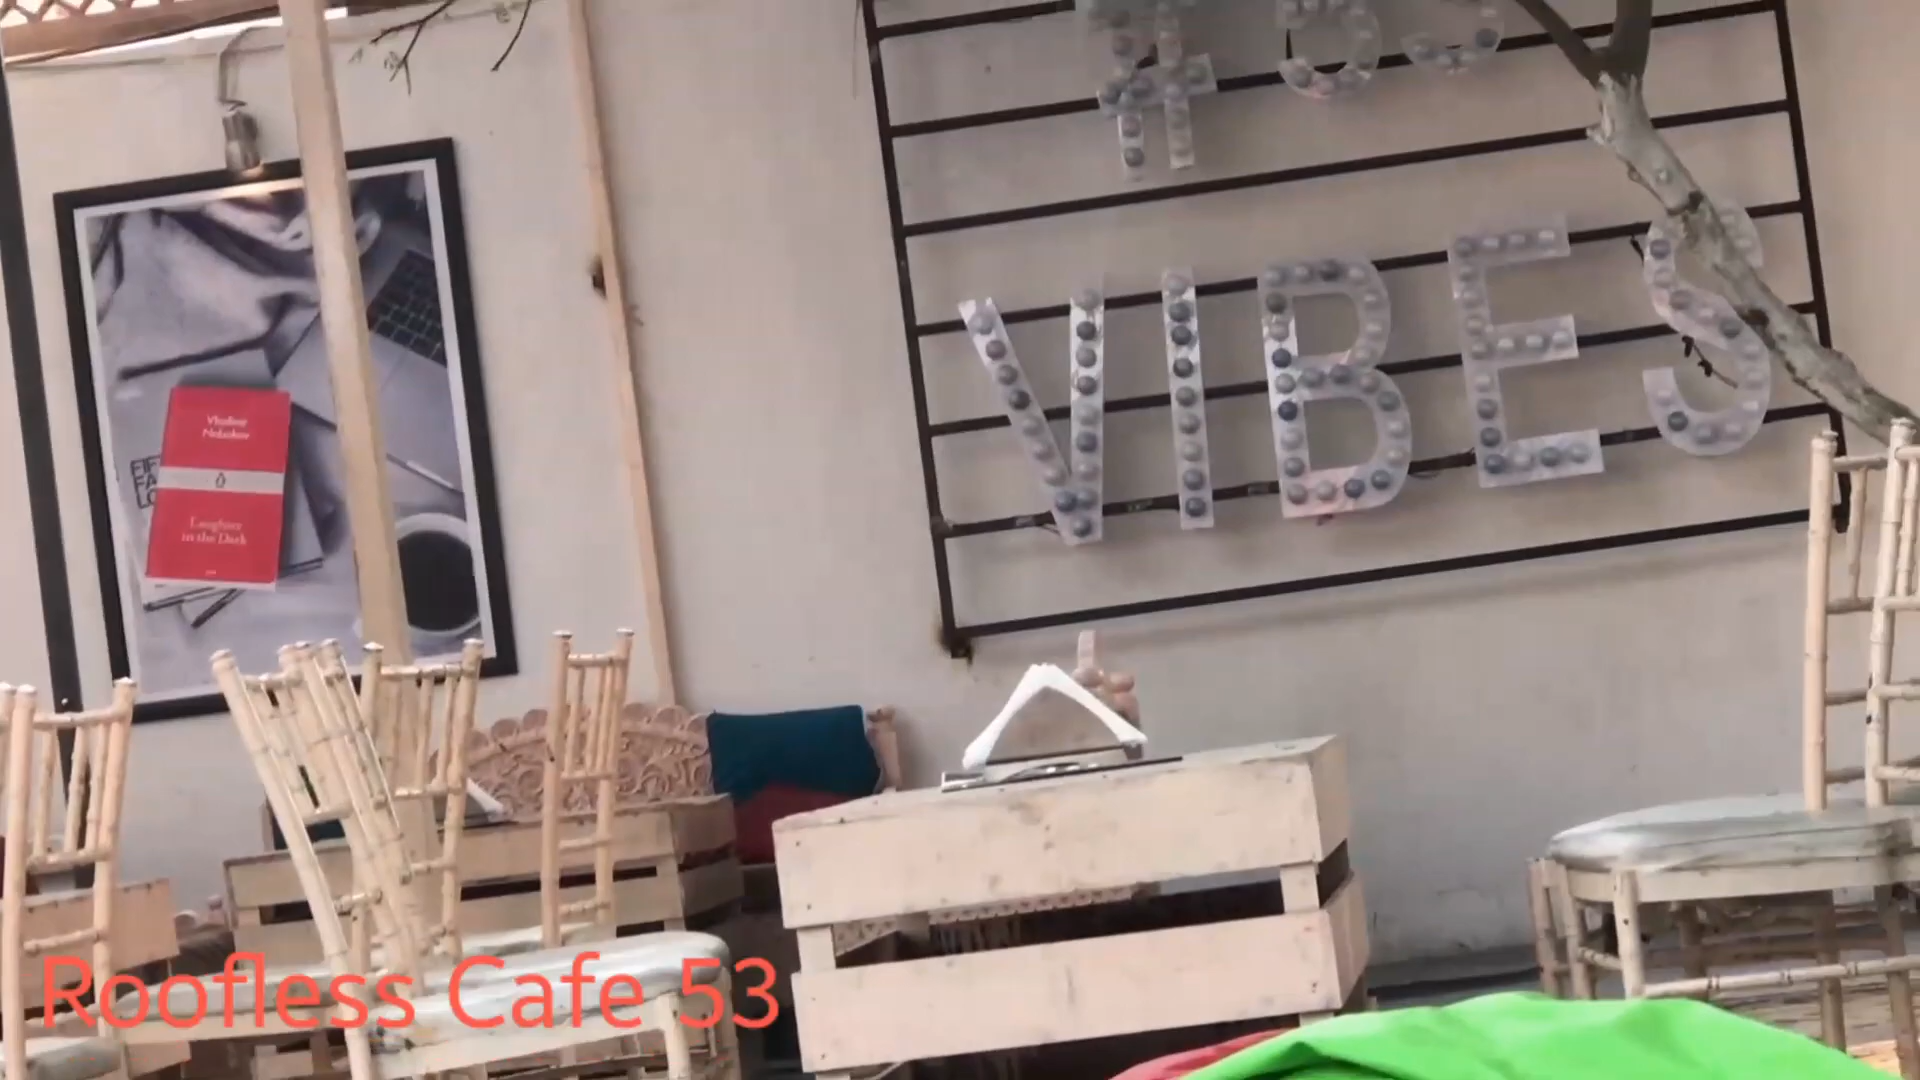 VIBES
Vladimir
Nabokov
Laughter
in the Dark
Roofless Cafe 53